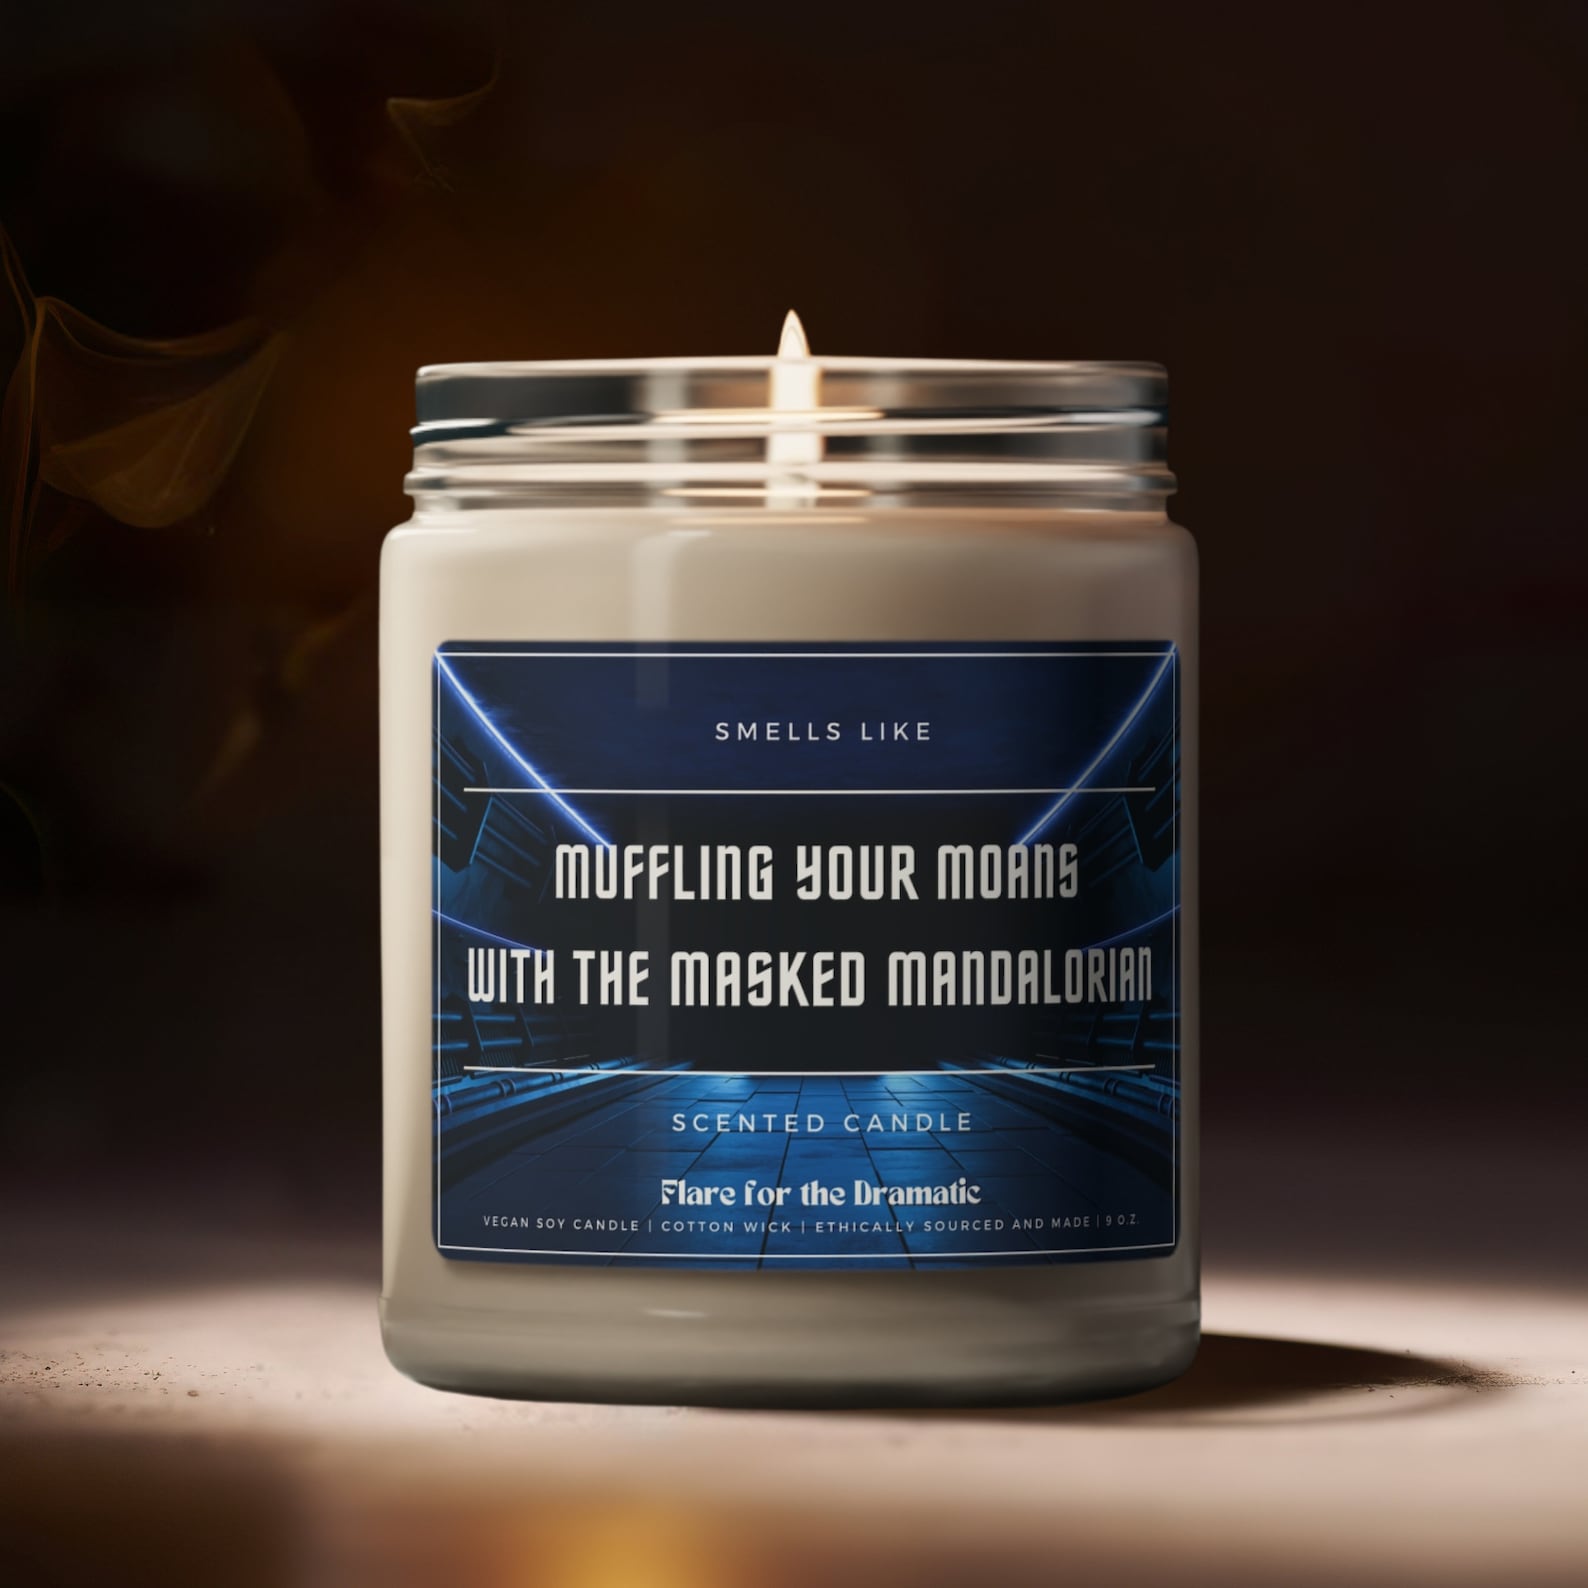 SMELLS LIKE
MUFFLING YOUR MOANS
WITH THE MASKED MANDALORIAN
SCENTED CANDLE
Flare for the Dramatic
VEGAN SOY CANDLE | COTTON WICK | ETHICALLY SOURCED AND MADE | 9 O.Z.